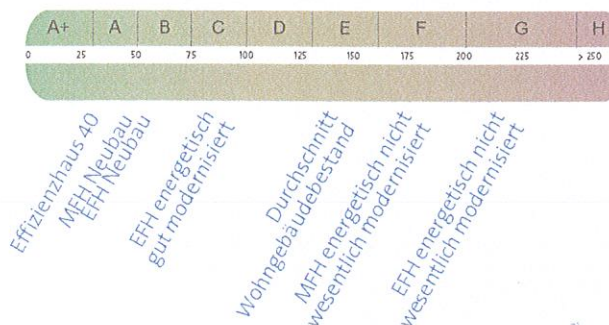 A+ A B C D E F G H
0 25 50 75 100 125 150 175 200 225 > 250
Effizienzhaus 40
MFH Neubau
EFH Neubau
EFH energetisch
gut modernisiert
Durchschnitt
Wohngebäudebestand
MFH energetisch nicht
wesentlich modernisiert
EFH energetisch nicht
wesentlich modernisiert